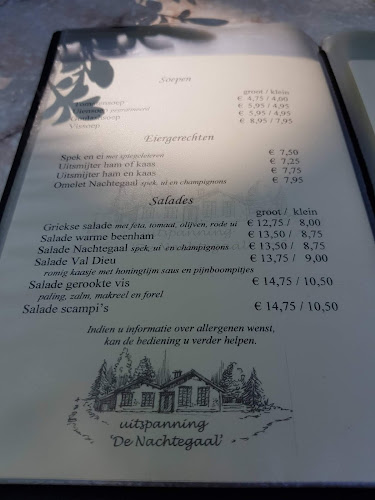 Soepen
groot / klein
Tomatensoep € 4,75 / 4,00
Uiensoep gegratineerd € 5,95 / 4,95
€ 5,95 / 4,95
Vissoep € 8,95 / 7,95
Eiergerechten
Spek en ei met spiegeleieren € 7,50
Uitsmijter ham of kaas € 7,25
Uitsmijter ham en kaas € 7,75
Omelet Nachtegaal spek, ui en champignons € 7,95
Salades
groot / klein
Griekse salade met feta, tomaat, olijven, rode ui € 12,75 / 8,00
Salade warme beenham € 13,50 / 8,75
Salade Nachtegaal spek, ui en champignons € 13,50 / 8,75
Salade Val Dieu € 13,75 / 9,00
romig kaasje met honingtijm saus en pijnboompitjes
Salade gerookte vis € 14,75 / 10,50
paling, zalm, makreel en forel
Salade scampi's € 14,75 / 10,50
Indien u informatie over allergenen wenst,
kan de bediening u verder helpen.
uitspanning
'De Nachtegaal'